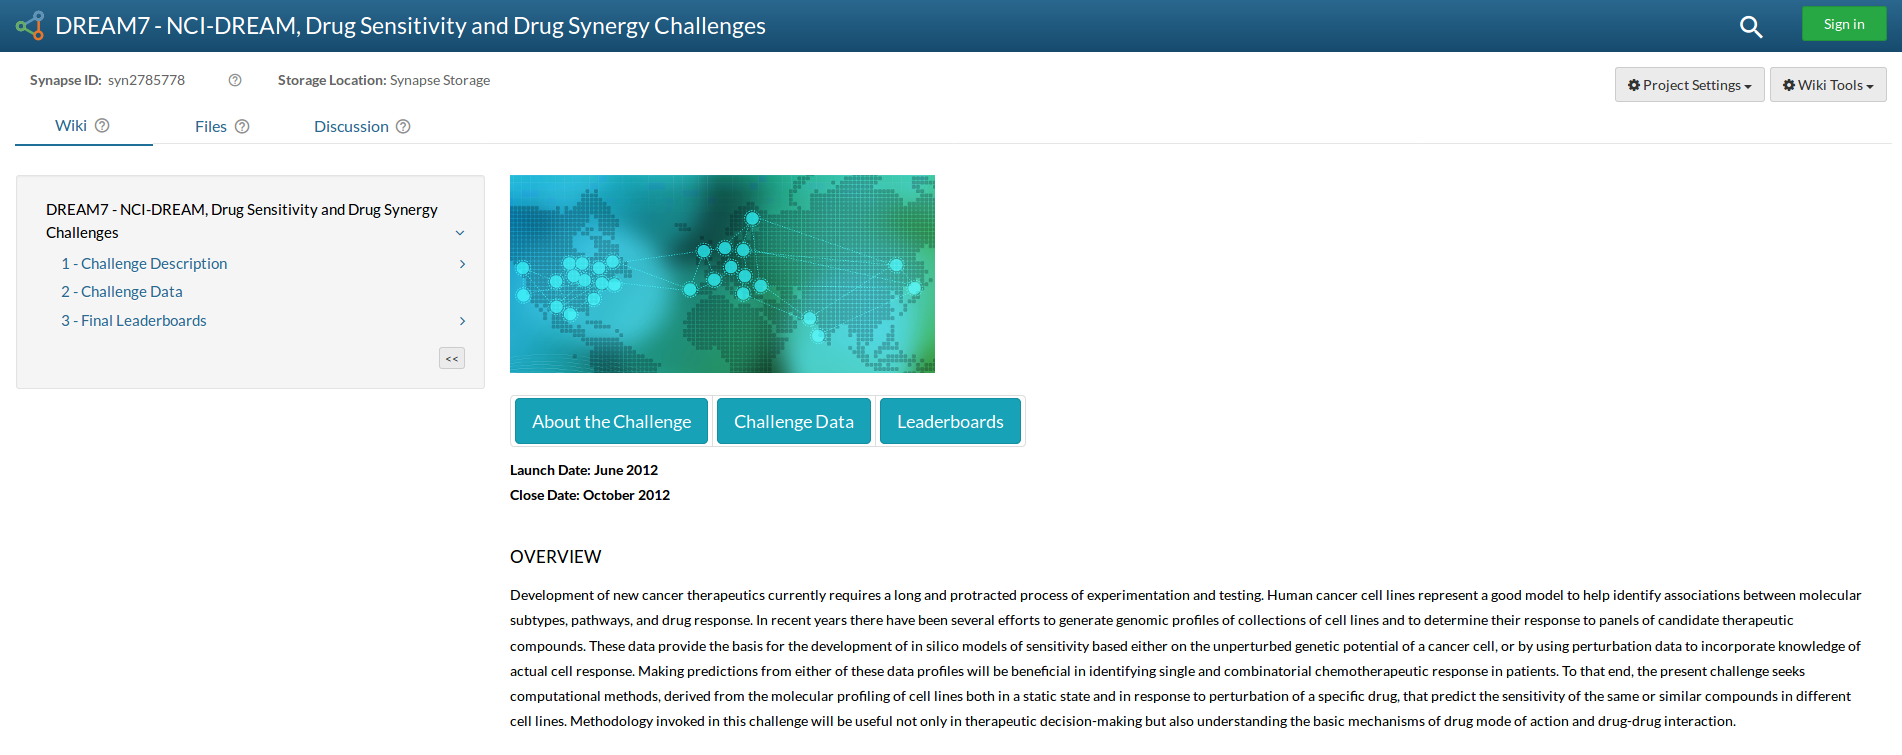 DREAM7 - NCI-DREAM, Drug Sensitivity and Drug Synergy Challenges
Sign in
Synapse ID: syn2785778
Storage Location: Synapse Storage
Project Settings
Wiki Tools
Wiki
Files
Discussion
DREAM7 - NCI-DREAM, Drug Sensitivity and Drug Synergy
Challenges
1 - Challenge Description
2 - Challenge Data
3 - Final Leaderboards
<<
About the Challenge
Challenge Data
Leaderboards
Launch Date: June 2012
Close Date: October 2012
OVERVIEW
Development of new cancer therapeutics currently requires a long and protracted process of experimentation and testing. Human cancer cell lines represent a good model to help identify associations between molecular
subtypes, pathways, and drug response. In recent years there have been several efforts to generate genomic profiles of collections of cell lines and to determine their response to panels of candidate therapeutic
compounds. These data provide the basis for the development of in silico models of sensitivity based either on the unperturbed genetic potential of a cancer cell, or by using perturbation data to incorporate knowledge of
actual cell response. Making predictions from either of these data profiles will be beneficial in identifying single and combinatorial chemotherapeutic response in patients. To that end, the present challenge seeks
computational methods, derived from the molecular profiling of cell lines both in a static state and in response to perturbation of a specific drug, that predict the sensitivity of the same or similar compounds in different
cell lines. Methodology invoked in this challenge will be useful not only in therapeutic decision-making but also understanding the basic mechanisms of drug mode of action and drug-drug interaction.